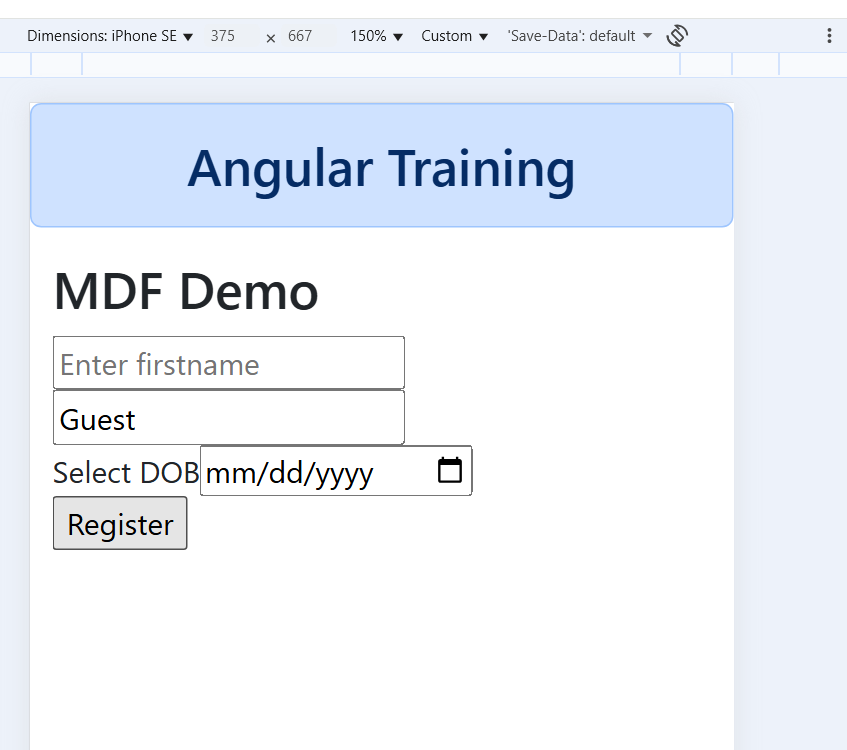 Dimensions: iPhone SE 375 × 667 150% Custom 'Save-Data': default
Angular Training
MDF Demo
Enter firstname
Guest
Select DOB mm/dd/yyyy
Register